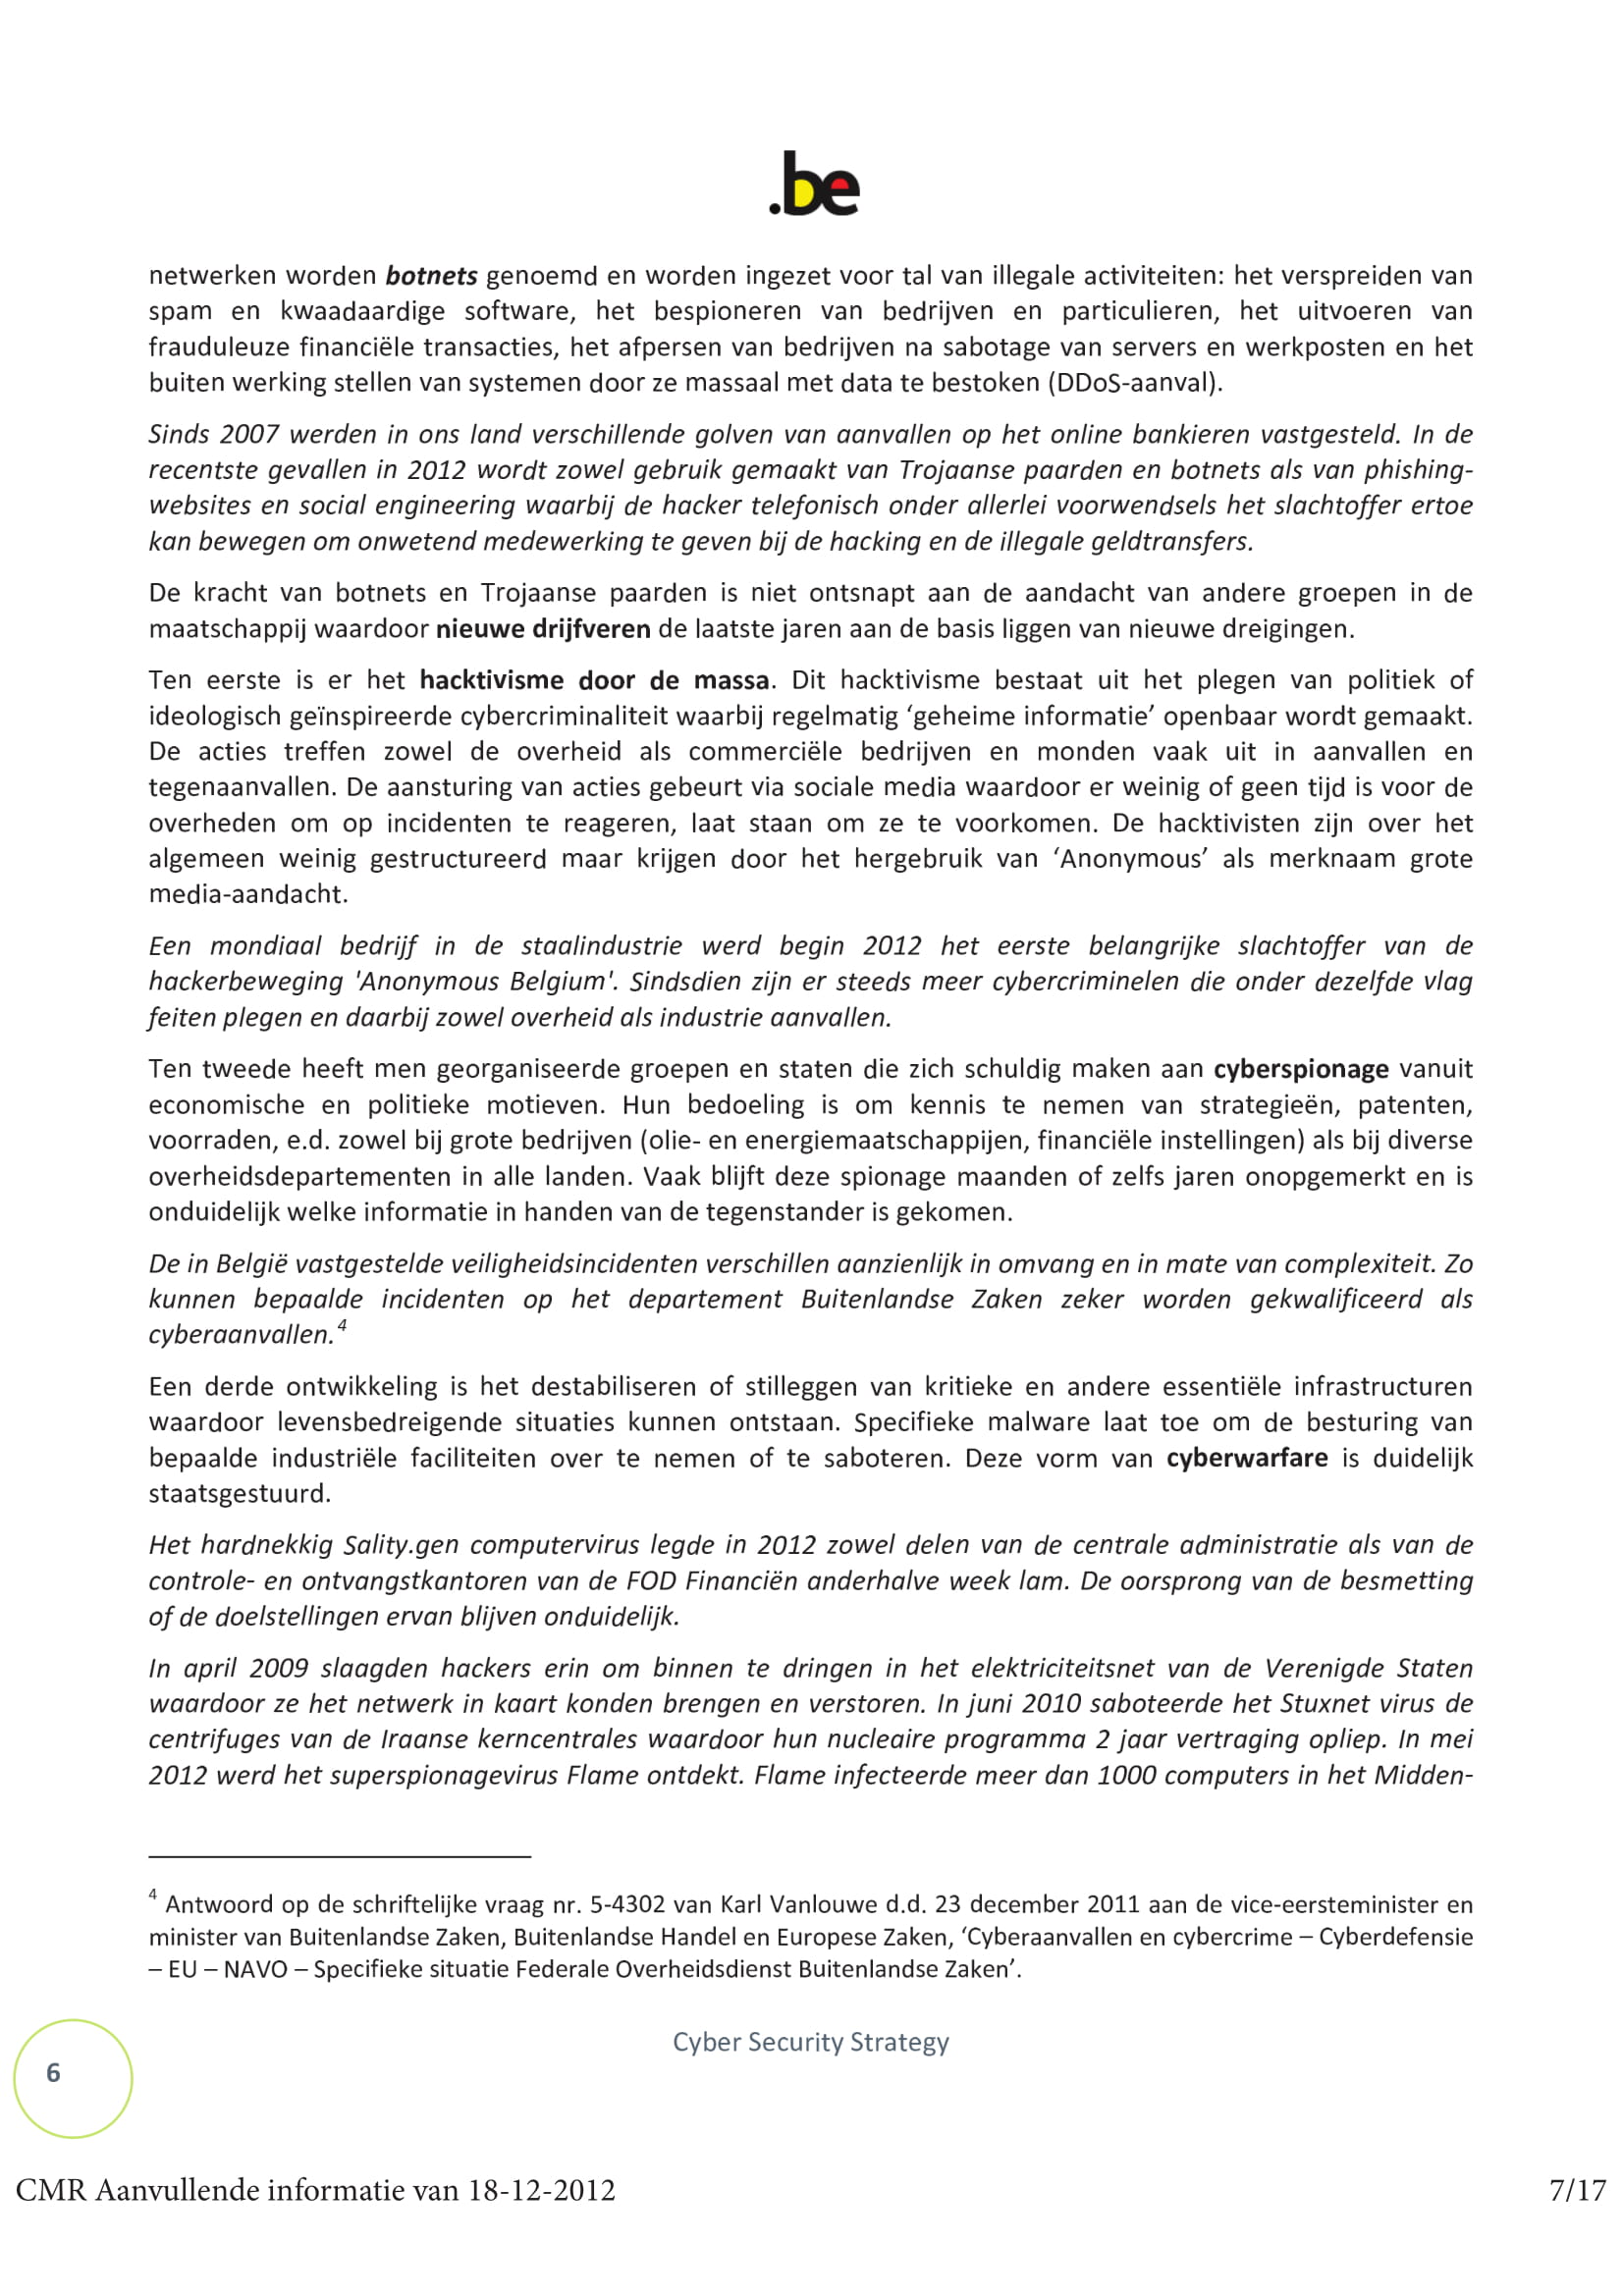 .be
netwerken worden botnets genoemd en worden ingezet voor tal van illegale activiteiten: het verspreiden van
spam en kwaadaardige software, het bespioneren van bedrijven en particulieren, het uitvoeren van
frauduleuze financiële transacties, het afpersen van bedrijven na sabotage van servers en werkposten en het
buiten werking stellen van systemen door ze massaal met data te bestoken (DDoS-aanval).
Sinds 2007 werden in ons land verschillende golven van aanvallen op het online bankieren vastgesteld. In de
recentste gevallen in 2012 wordt zowel gebruik gemaakt van Trojaanse paarden en botnets als van phishing-
websites en social engineering waarbij de hacker telefonisch onder allerlei voorwendsels het slachtoffer ertoe
kan bewegen om onwetend medewerking te geven bij de hacking en de illegale geldtransfers.
De kracht van botnets en Trojaanse paarden is niet ontsnapt aan de aandacht van andere groepen in de
maatschappij waardoor nieuwe drijfveren de laatste jaren aan de basis liggen van nieuwe dreigingen.
Ten eerste is er het hacktivisme door de massa. Dit hacktivisme bestaat uit het plegen van politiek of
ideologisch geïnspireerde cybercriminaliteit waarbij regelmatig ‘geheime informatie’ openbaar wordt gemaakt.
De acties treffen zowel de overheid als commerciële bedrijven en monden vaak uit in aanvallen en
tegenaanvallen. De aansturing van acties gebeurt via sociale media waardoor er weinig of geen tijd is voor de
overheden om op incidenten te reageren, laat staan om ze te voorkomen. De hacktivisten zijn over het
algemeen weinig gestructureerd maar krijgen door het hergebruik van ‘Anonymous’ als merknaam grote
media-aandacht.
Een mondiaal bedrijf in de staalindustrie werd begin 2012 het eerste belangrijke slachtoffer van de
hackerbeweging 'Anonymous Belgium'. Sindsdien zijn er steeds meer cybercriminelen die onder dezelfde vlag
feiten plegen en daarbij zowel overheid als industrie aanvallen.
Ten tweede heeft men georganiseerde groepen en staten die zich schuldig maken aan cyberspionage vanuit
economische en politieke motieven. Hun bedoeling is om kennis te nemen van strategieën, patenten,
voorraden, e.d. zowel bij grote bedrijven (olie- en energiemaatschappijen, financiële instellingen) als bij diverse
overheidsdepartementen in alle landen. Vaak blijft deze spionage maanden of zelfs jaren onopgemerkt en is
onduidelijk welke informatie in handen van de tegenstander is gekomen.
De in België vastgestelde veiligheidsincidenten verschillen aanzienlijk in omvang en in mate van complexiteit. Zo
kunnen bepaalde incidenten op het departement Buitenlandse Zaken zeker worden gekwalificeerd als
cyberaanvallen.4
Een derde ontwikkeling is het destabiliseren of stilleggen van kritieke en andere essentiële infrastructuren
waardoor levensbedreigende situaties kunnen ontstaan. Specifieke malware laat toe om de besturing van
bepaalde industriële faciliteiten over te nemen of te saboteren. Deze vorm van cyberwarfare is duidelijk
staatsgestuurd.
Het hardnekkig Sality.gen computervirus legde in 2012 zowel delen van de centrale administratie als van de
controle- en ontvangstkantoren van de FOD Financiën anderhalve week lam. De oorsprong van de besmetting
of de doelstellingen ervan blijven onduidelijk.
In april 2009 slaagden hackers erin om binnen te dringen in het elektriciteitsnet van de Verenigde Staten
waardoor ze het netwerk in kaart konden brengen en verstoren. In juni 2010 saboteerde het Stuxnet virus de
centrifuges van de Iraanse kerncentrales waardoor hun nucleaire programma 2 jaar vertraging opliep. In mei
2012 werd het superspionagevirus Flame ontdekt. Flame infecteerde meer dan 1000 computers in het Midden-
4 Antwoord op de schriftelijke vraag nr. 5-4302 van Karl Vanlouwe d.d. 23 december 2011 aan de vice-eersteminister en
minister van Buitenlandse Zaken, Buitenlandse Handel en Europese Zaken, ‘Cyberaanvallen en cybercrime – Cyberdefensie
– EU – NAVO – Specifieke situatie Federale Overheidsdienst Buitenlandse Zaken’.
Cyber Security Strategy
6
CMR Aanvullende informatie van 18-12-2012 7/17